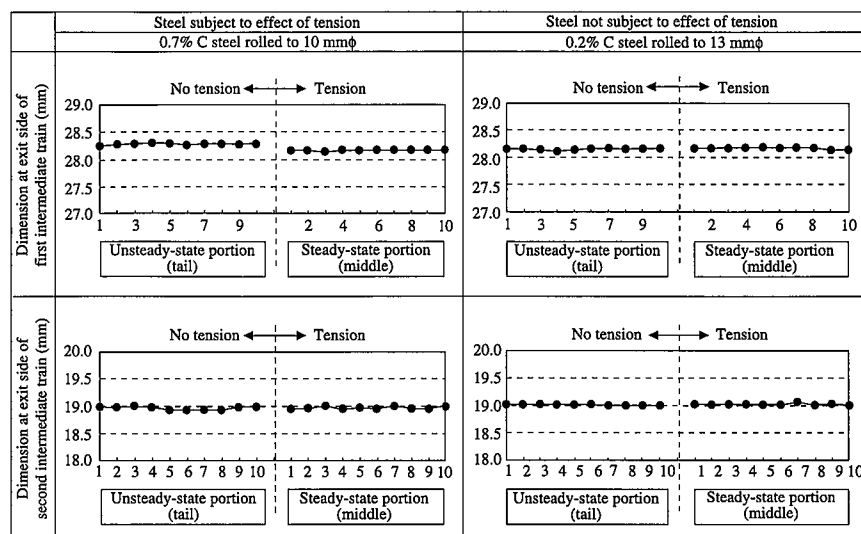 Steel subject to effect of tension
Steel not subject to effect of tension
0.7% C steel rolled to 10 mmϕ
0.2% C steel rolled to 13 mmϕ
Dimension at exit side of
first intermediate train (mm)
No tension
Tension
29.0
28.5
28.0
27.5
27.0
1 3 5 7 9
2 4 6 8 10
Unsteady-state portion
(tail)
Steady-state portion
(middle)
No tension
Tension
29.0
28.5
28.0
27.5
27.0
1 3 5 7 9
2 4 6 8 10
Unsteady-state portion
(tail)
Steady-state portion
(middle)
Dimension at exit side of
second intermediate train (mm)
No tension
Tension
20.0
19.5
19.0
18.5
18.0
1 2 3 4 5 6 7 8 9 10
1 2 3 4 5 6 7 8 9 10
Unsteady-state portion
(tail)
Steady-state portion
(middle)
No tension
Tension
20.0
19.5
19.0
18.5
18.0
1 2 3 4 5 6 7 8 9 10
1 2 3 4 5 6 7 8 9 10
Unsteady-state portion
(tail)
Steady-state portion
(middle)